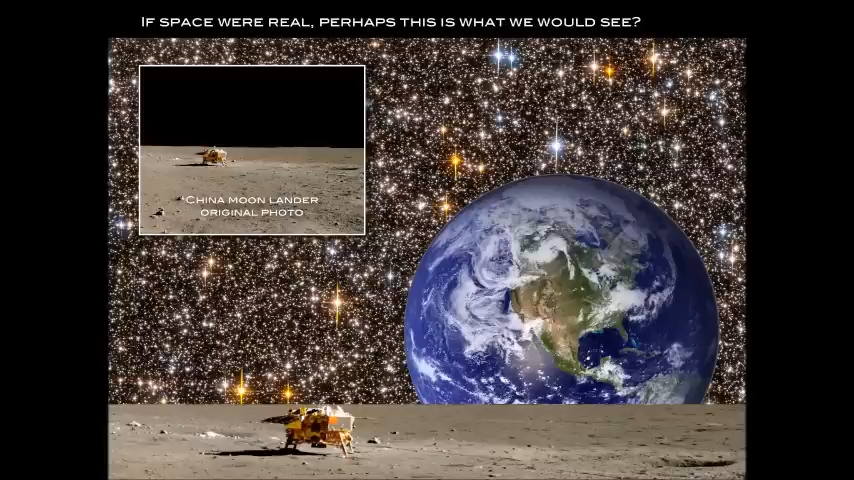 If space were real, perhaps this is what we would see?
*China moon lander
original photo